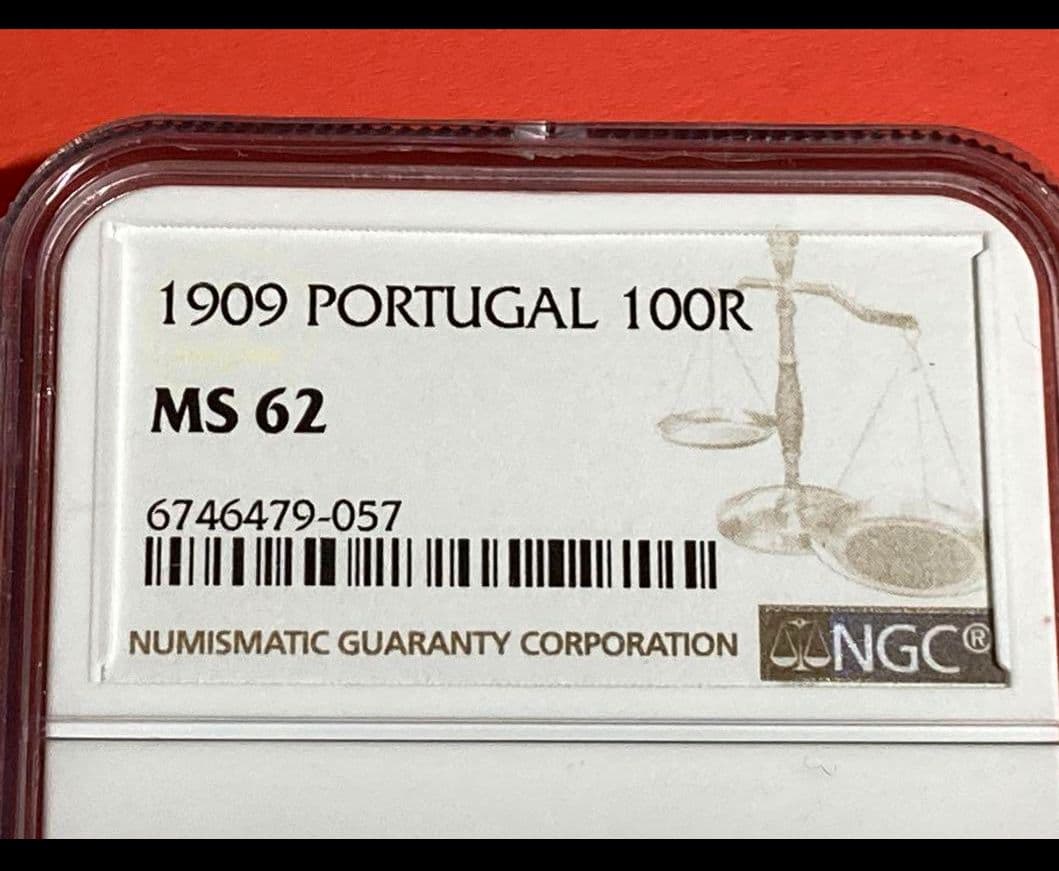 1909 PORTUGAL 100R
MS 62
6746479-057
NUMISMATIC GUARANTY CORPORATION
NGC®